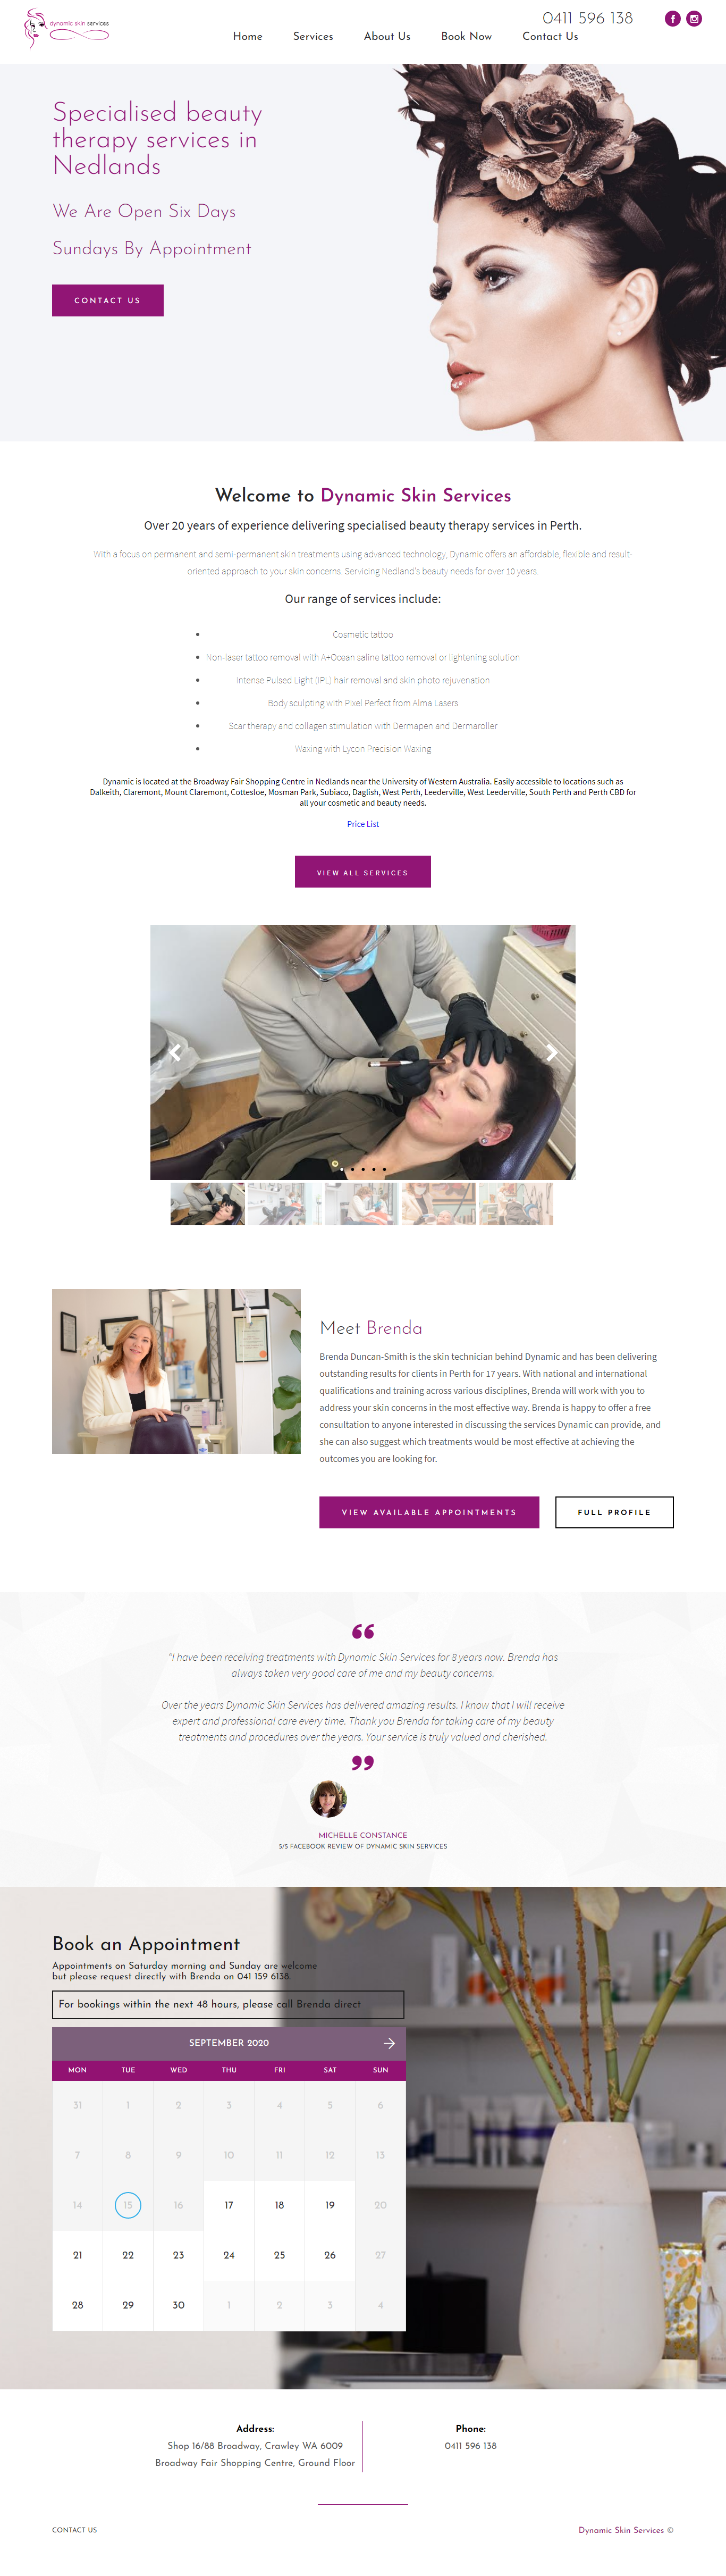 dynamic skin services
0411 596 138
Home Services About Us Book Now Contact Us
Specialised beauty
therapy services in
Nedlands
We Are Open Six Days
Sundays By Appointment
CONTACT US
Welcome to Dynamic Skin Services
Over 20 years of experience delivering specialised beauty therapy services in Perth.
With a focus on permanent and semi-permanent skin treatments using advanced technology, Dynamic offers an affordable, flexible and result-
oriented approach to your skin concerns. Servicing Nedland's beauty needs for over 10 years.
Our range of services include:
• Cosmetic tattoo
• Non-laser tattoo removal with A+Ocean saline tattoo removal or lightening solution
• Intense Pulsed Light (IPL) hair removal and skin photo rejuvenation
• Body sculpting with Pixel Perfect from Alma Lasers
• Scar therapy and collagen stimulation with Dermapen and Dermaroller
• Waxing with Lycon Precision Waxing
Dynamic is located at the Broadway Fair Shopping Centre in Nedlands near the University of Western Australia. Easily accessible to locations such as
Dalkeith, Claremont, Mount Claremont, Cottesloe, Mosman Park, Subiaco, Daglish, West Perth, Leederville, West Leederville, South Perth and Perth CBD for
all your cosmetic and beauty needs.
Price List
VIEW ALL SERVICES
Meet Brenda
Brenda Duncan-Smith is the skin technician behind Dynamic and has been delivering
outstanding results for clients in Perth for 17 years. With national and international
qualifications and training across various disciplines, Brenda will work with you to
address your skin concerns in the most effective way. Brenda is happy to offer a free
consultation to anyone interested in discussing the services Dynamic can provide, and
she can also suggest which treatments would be most effective at achieving the
outcomes you are looking for.
VIEW AVAILABLE APPOINTMENTS FULL PROFILE
“
"I have been receiving treatments with Dynamic Skin Services for 8 years now. Brenda has
always taken very good care of me and my beauty concerns.
Over the years Dynamic Skin Services has delivered amazing results. I know that I will receive
expert and professional care every time. Thank you Brenda for taking care of my beauty
treatments and procedures over the years. Your service is truly valued and cherished.
”
MICHELLE CONSTANCE
5/5 FACEBOOK REVIEW OF DYNAMIC SKIN SERVICES
Book an Appointment
Appointments on Saturday morning and Sunday are welcome
but please request directly with Brenda on 041 159 6138.
For bookings within the next 48 hours, please call Brenda direct
SEPTEMBER 2020
MON TUE WED THU FRI SAT SUN
31 1 2 3 4 5 6
7 8 9 10 11 12 13
14 15 16 17 18 19 20
21 22 23 24 25 26 27
28 29 30 1 2 3 4
Address:
Shop 16/88 Broadway, Crawley WA 6009
Broadway Fair Shopping Centre, Ground Floor
Phone:
0411 596 138
CONTACT US
Dynamic Skin Services ©